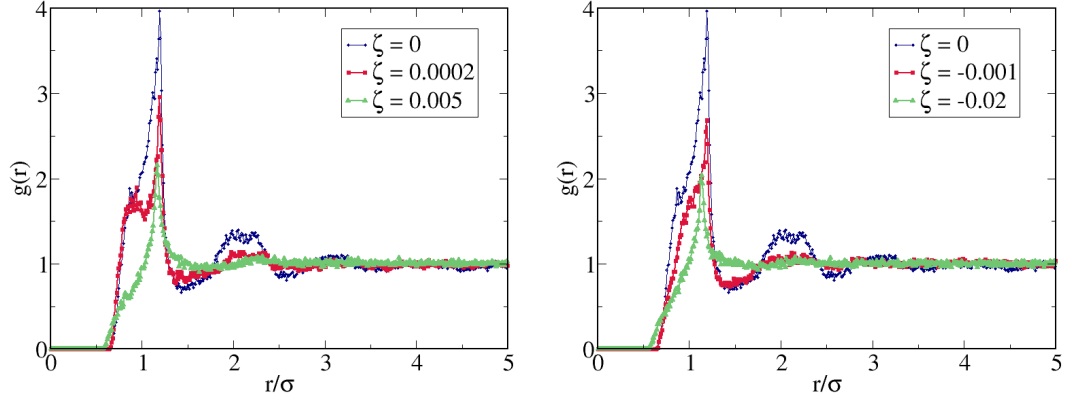 4
3
2
1
0
g(r)
ζ = 0
ζ = 0.0002
ζ = 0.005
0 1 2 3 4 5
r/σ
4
3
2
1
0
g(r)
ζ = 0
ζ = -0.001
ζ = -0.02
0 1 2 3 4 5
r/σ